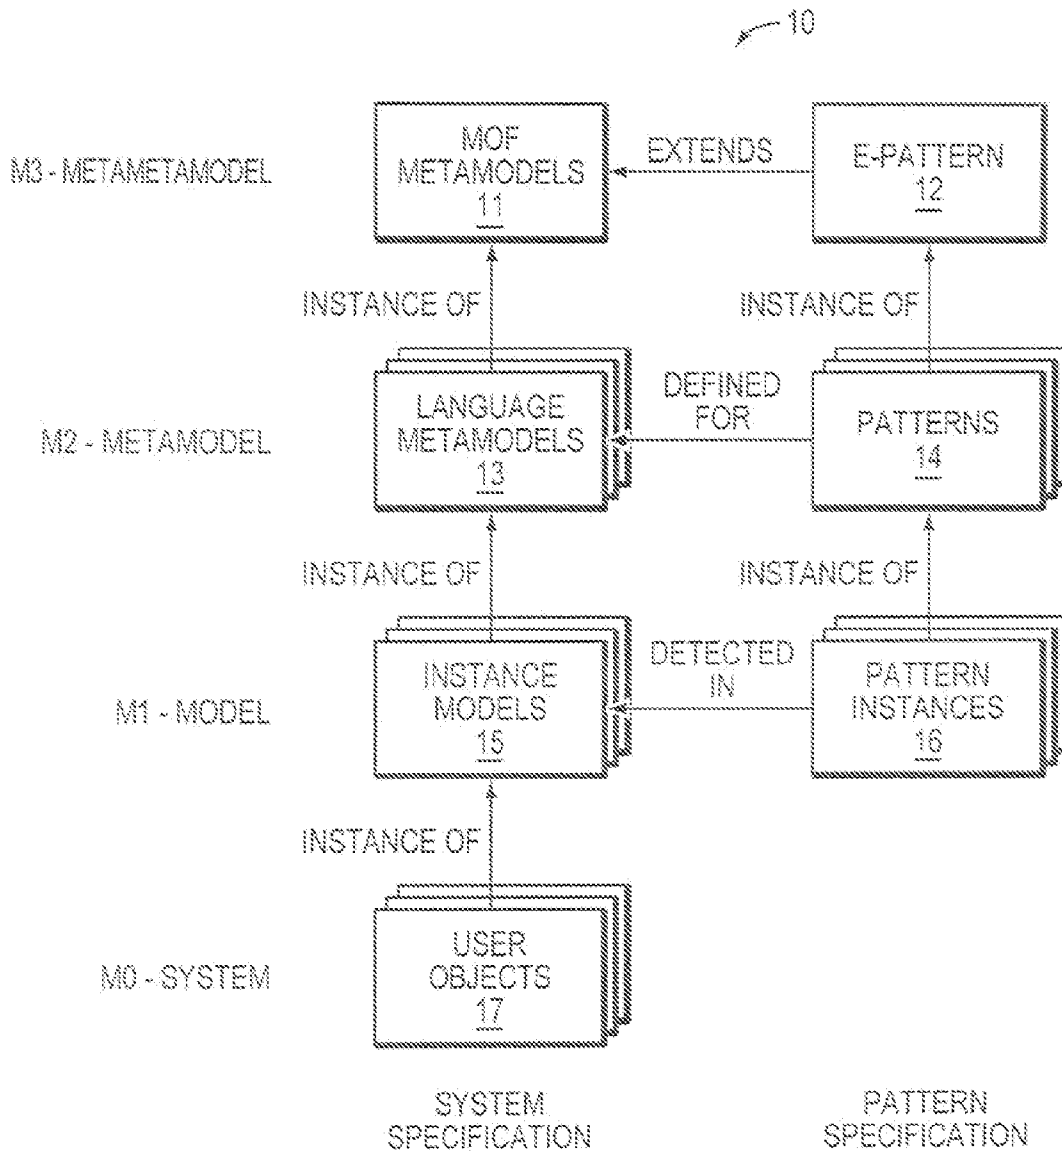 10
M3 - METAMETAMODEL
MOF
METAMODELS
11
EXTENDS
E-PATTERN
12
INSTANCE OF
INSTANCE OF
M2 - METAMODEL
LANGUAGE
METAMODELS
13
DEFINED
FOR
PATTERNS
14
INSTANCE OF
INSTANCE OF
M1 - MODEL
INSTANCE
MODELS
15
DETECTED
IN
PATTERN
INSTANCES
16
INSTANCE OF
M0 - SYSTEM
USER
OBJECTS
17
SYSTEM
SPECIFICATION
PATTERN
SPECIFICATION